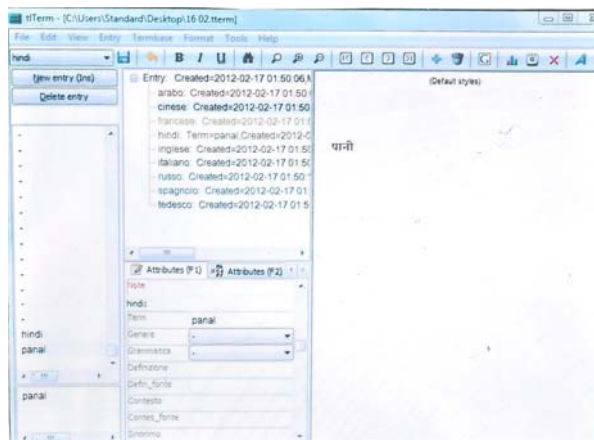 tlTerm - [C:\Users\Standard\Desktop\16 02.tterm]
File Edit View Entry Termbase Format Tools Help
hindi
B I U
New entry (Ins)
Delete entry
Entry: Created=2012-02-17 01:50:06,M
arabo: Created=2012-02-17 01:50:
cinese: Created=2012-02-17 01:50
francese: Created=2012-02-17 01:5
hindi: Term=panai,Created=2012-0
inglese: Created=2012-02-17 01:50
italiano: Created=2012-02-17 01:50
russo: Created=2012-02-17 01:50:
spagnolo: Created=2012-02-17 01:
tedesco: Created=2012-02-17 01:5
(Default styles)
पानी
Attributes (F1) Attributes (F2)
Note
hindi:
Term panai
Genere -
Grammatica -
Definizione
Defin_fonte
Contesto
Contes_fonte
Sinonimo
hindi
panai
panai